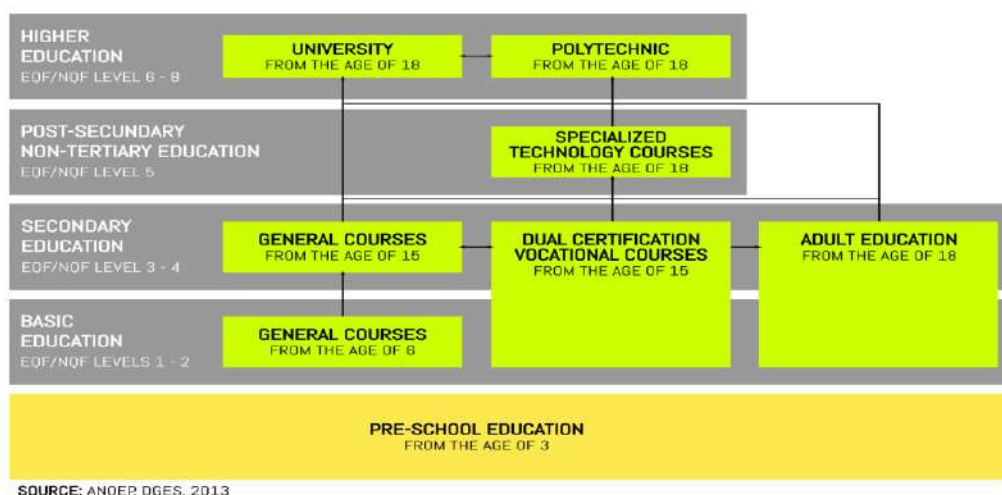 HIGHER
EDUCATION
EQF/NQF LEVEL 6 - 8
UNIVERSITY
FROM THE AGE OF 18
POLYTECHNIC
FROM THE AGE OF 18
POST-SECUNDARY
NON-TERTIARY EDUCATION
EQF/NQF LEVEL 5
SPECIALIZED
TECHNOLOGY COURSES
FROM THE AGE OF 18
SECONDARY
EDUCATION
EQF/NQF LEVEL 3 - 4
GENERAL COURSES
FROM THE AGE OF 15
DUAL CERTIFICATION
VOCATIONAL COURSES
FROM THE AGE OF 15
ADULT EDUCATION
FROM THE AGE OF 18
BASIC
EDUCATION
EQF/NQF LEVELS 1 - 2
GENERAL COURSES
FROM THE AGE OF 6
PRE-SCHOOL EDUCATION
FROM THE AGE OF 3
SOURCE: ANQEP, DGES, 2013